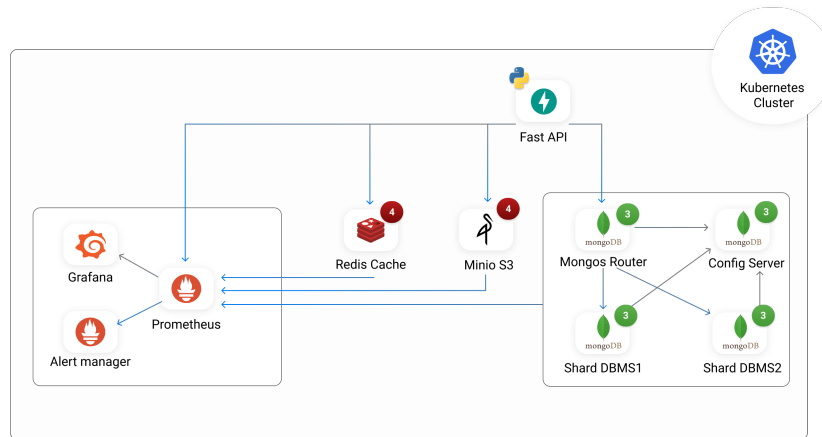 Kubernetes
Cluster
Fast API
4
Redis Cache
4
Minio S3
3
mongoDB
Mongos Router
3
mongoDB
Config Server
Grafana
Prometheus
Alert manager
3
mongoDB
Shard DBMS1
3
mongoDB
Shard DBMS2